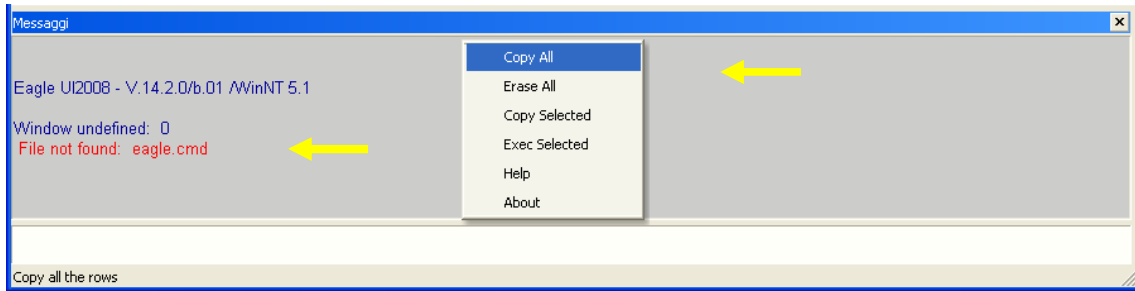 Messaggi
Eagle UI2008 - V.14.2.0/b.01 /WinNT 5.1
Window undefined: 0
File not found: eagle.cmd
Copy All
Erase All
Copy Selected
Exec Selected
Help
About
Copy all the rows